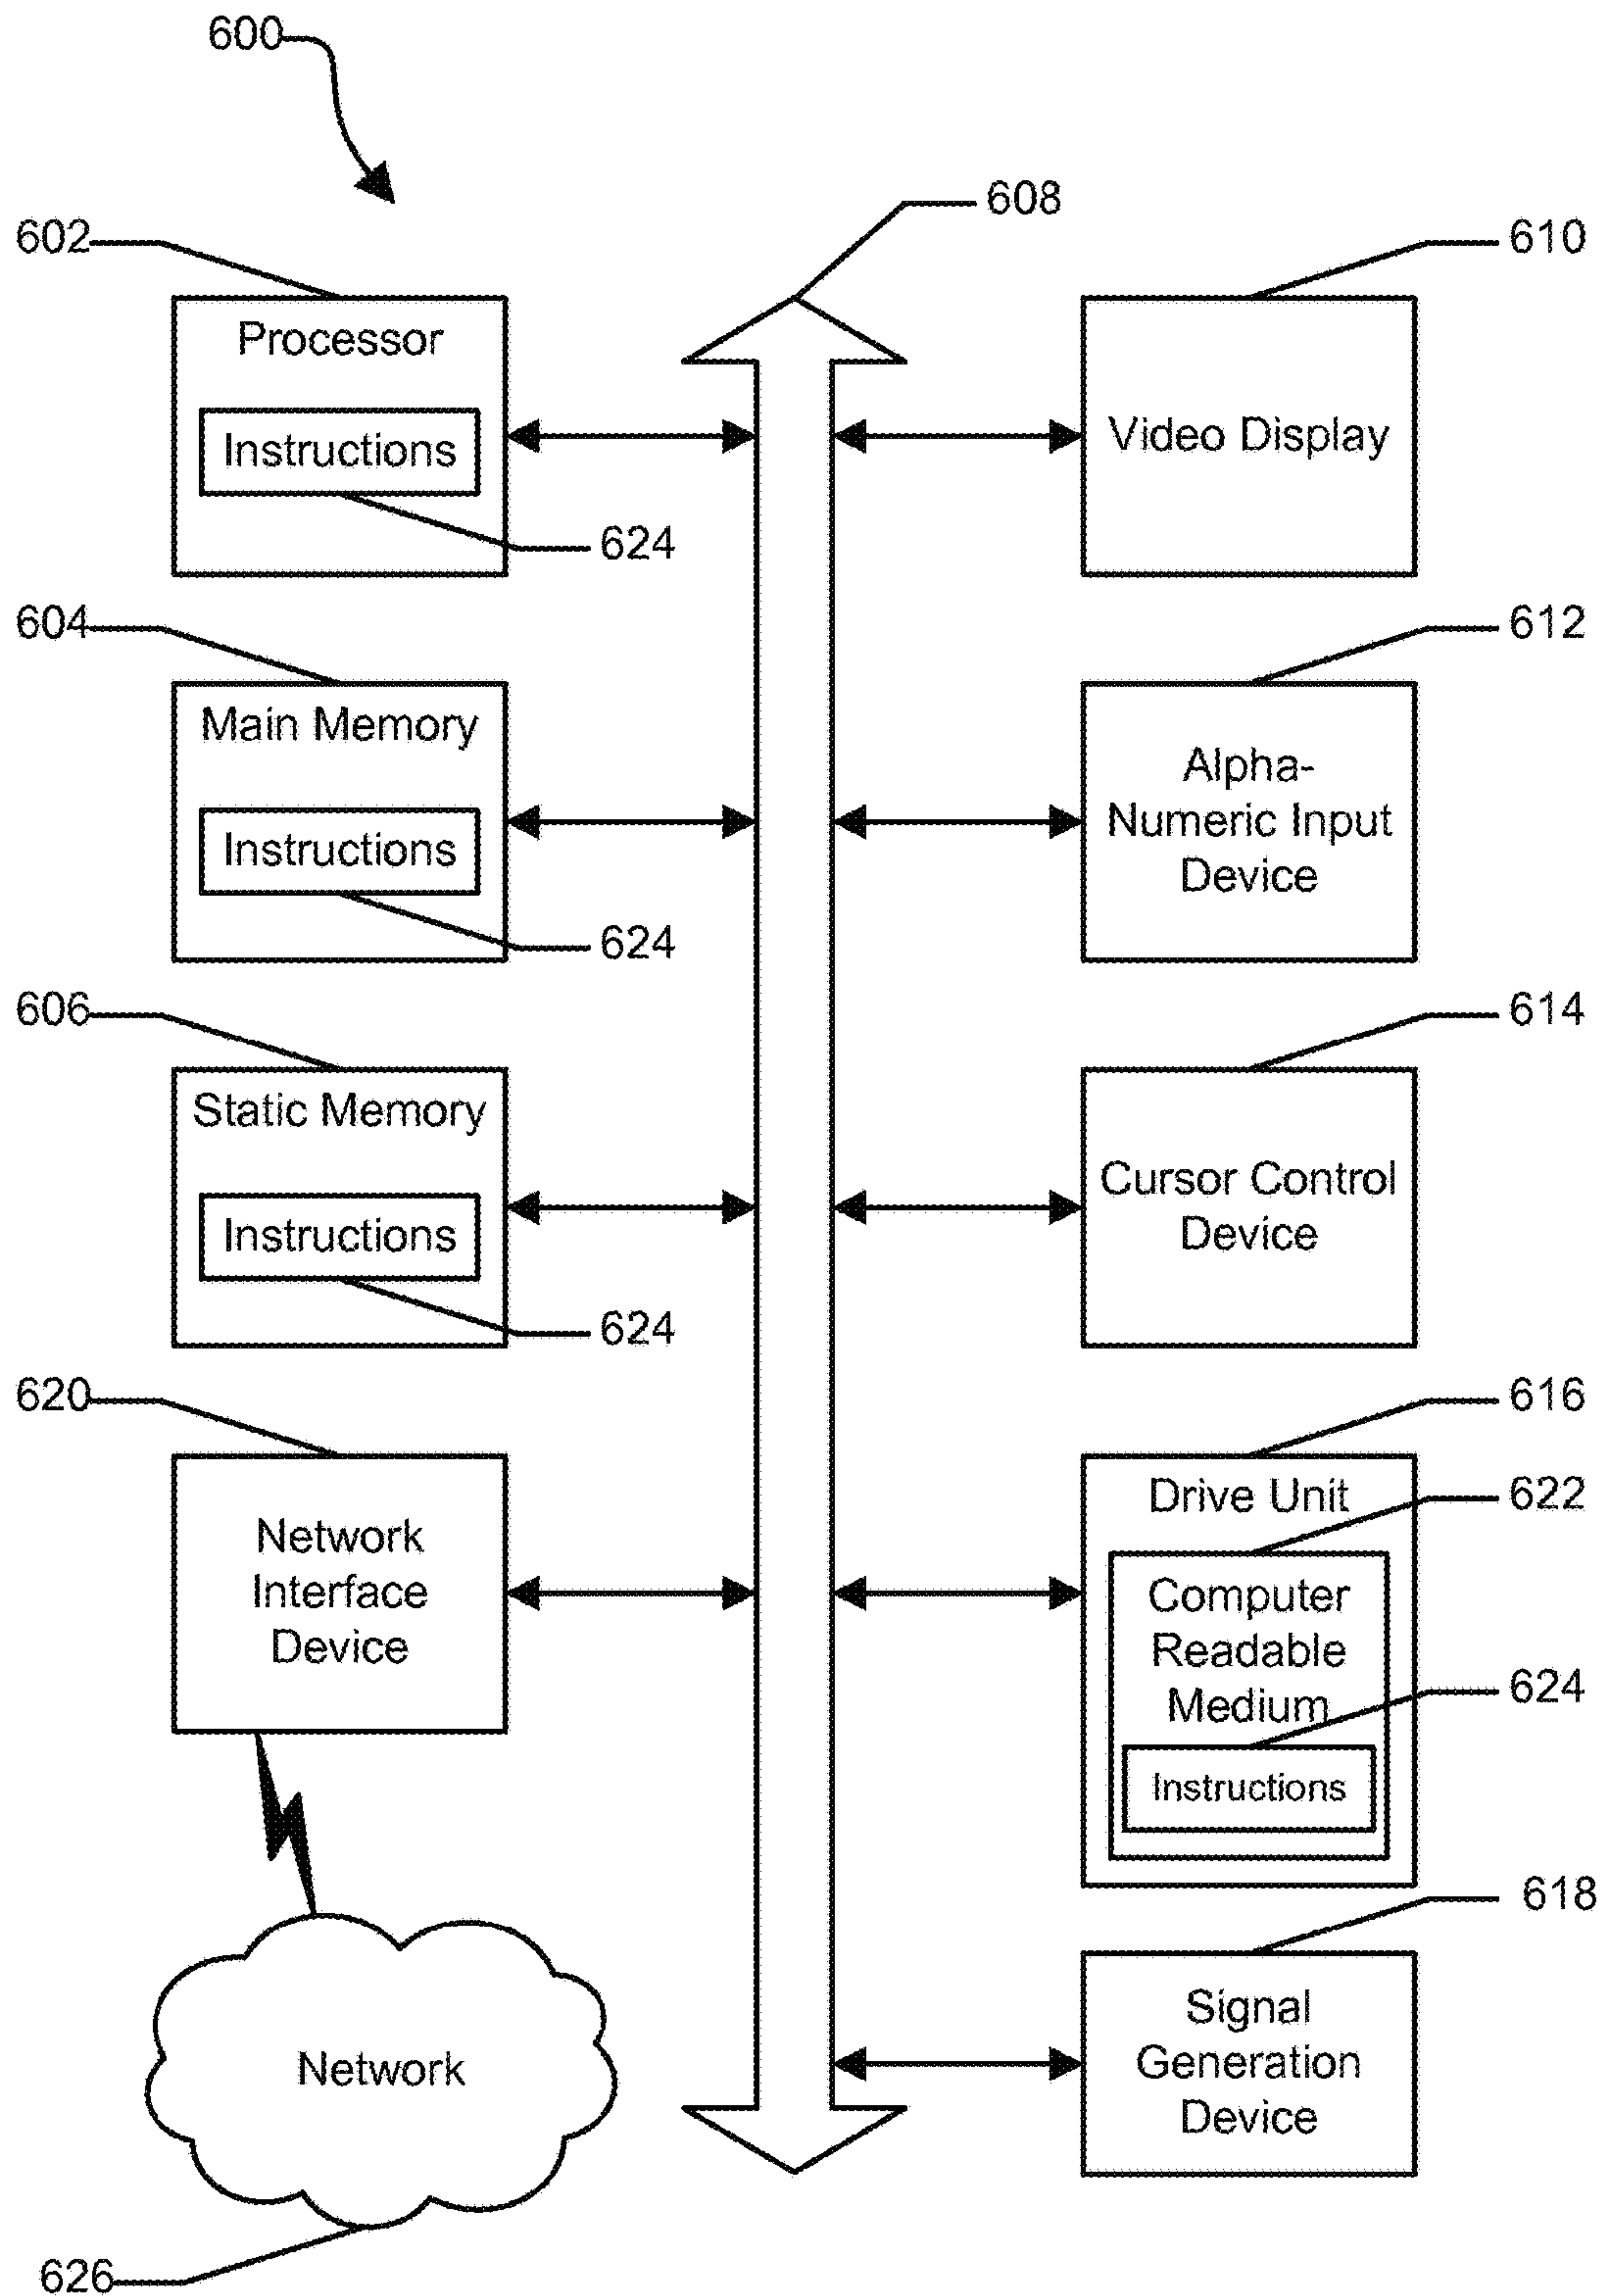 600
608
602
610
Processor
Instructions
624
Video Display
604
612
Main Memory
Instructions
624
Alpha-
Numeric Input
Device
606
614
Static Memory
Instructions
624
Cursor Control
Device
620
616
Network
Interface
Device
Drive Unit
622
Computer
Readable
Medium
624
Instructions
618
Signal
Generation
Device
Network
626